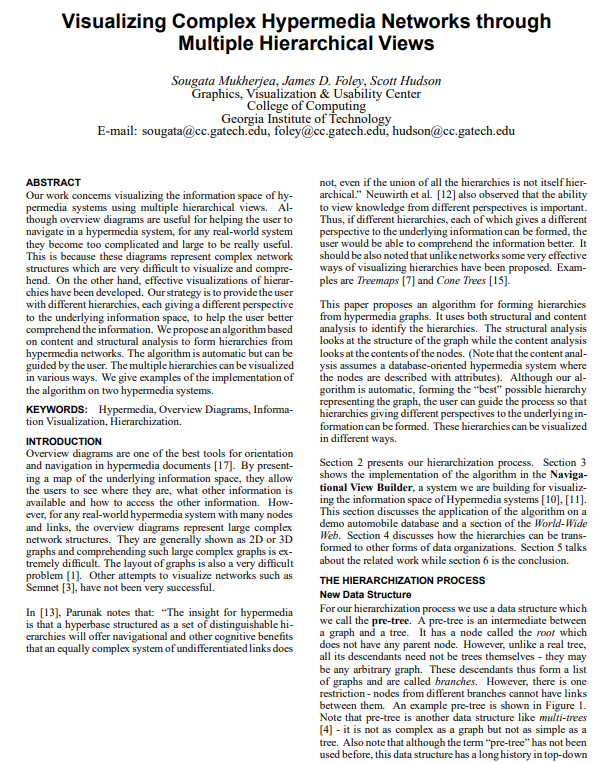 Visualizing Complex Hypermedia Networks through
Multiple Hierarchical Views
Sougata Mukherjea, James D. Foley, Scott Hudson
Graphics, Visualization & Usability Center
College of Computing
Georgia Institute of Technology
E-mail: sougata@cc.gatech.edu, foley@cc.gatech.edu, hudson@cc.gatech.edu
ABSTRACT
Our work concerns visualizing the information space of hy-
permedia systems using multiple hierarchical views. Al-
though overview diagrams are useful for helping the user to
navigate in a hypermedia system, for any real-world system
they become too complicated and large to be really useful.
This is because these diagrams represent complex network
structures which are very difficult to visualize and compre-
hend. On the other hand, effective visualizations of hierar-
chies have been developed. Our strategy is to provide the user
with different hierarchies, each giving a different perspective
to the underlying information space, to help the user better
comprehend the information. We propose an algorithm based
on content and structural analysis to form hierarchies from
hypermedia networks. The algorithm is automatic but can be
guided by the user. The multiple hierarchies can be visualized
in various ways. We give examples of the implementation of
the algorithm on two hypermedia systems.
KEYWORDS: Hypermedia, Overview Diagrams, Informa-
tion Visualization, Hierarchization.
INTRODUCTION
Overview diagrams are one of the best tools for orientation
and navigation in hypermedia documents [17]. By present-
ing a map of the underlying information space, they allow
the users to see where they are, what other information is
available and how to access the other information. How-
ever, for any real-world hypermedia system with many nodes
and links, the overview diagrams represent large complex
network structures. They are generally shown as 2D or 3D
graphs and comprehending such large complex graphs is ex-
tremely difficult. The layout of graphs is also a very difficult
problem [1]. Other attempts to visualize networks such as
Semnet [3], have not been very successful.
In [13], Parunak notes that: “The insight for hypermedia
is that a hyperbase structured as a set of distinguishable hi-
erarchies will offer navigational and other cognitive benefits
that an equally complex system of undifferentiated links does
not, even if the union of all the hierarchies is not itself hier-
archical.” Neuwirth et al. [12] also observed that the ability
to view knowledge from different perspectives is important.
Thus, if different hierarchies, each of which gives a different
perspective to the underlying information can be formed, the
user would be able to comprehend the information better. It
should be also noted that unlike networks some very effective
ways of visualizing hierarchies have been proposed. Exam-
ples are Treemaps [7] and Cone Trees [15].
This paper proposes an algorithm for forming hierarchies
from hypermedia graphs. It uses both structural and content
analysis to identify the hierarchies. The structural analysis
looks at the structure of the graph while the content analysis
looks at the contents of the nodes. (Note that the content anal-
ysis assumes a database-oriented hypermedia system where
the nodes are described with attributes). Although our al-
gorithm is automatic, forming the “best” possible hierarchy
representing the graph, the user can guide the process so that
hierarchies giving different perspectives to the underlying in-
formation can be formed. These hierarchies can be visualized
in different ways.
Section 2 presents our hierarchization process. Section 3
shows the implementation of the algorithm in the Naviga-
tional View Builder, a system we are building for visualiz-
ing the information space of Hypermedia systems [10], [11].
This section discusses the application of the algorithm on a
demo automobile database and a section of the World-Wide
Web. Section 4 discusses how the hierarchies can be trans-
formed to other forms of data organizations. Section 5 talks
about the related work while section 6 is the conclusion.
THE HIERARCHIZATION PROCESS
New Data Structure
For our hierarchization process we use a data structure which
we call the pre-tree. A pre-tree is an intermediate between
a graph and a tree. It has a node called the root which
does not have any parent node. However, unlike a real tree,
all its descendants need not be trees themselves - they may
be any arbitrary graph. These descendants thus form a list
of graphs and are called branches. However, there is one
restriction - nodes from different branches cannot have links
between them. An example pre-tree is shown in Figure 1.
Note that pre-tree is another data structure like multi-trees
[4] - it is not as complex as a graph but not as simple as a
tree. Also note that although the term “pre-tree” has not been
used before, this data structure has a long history in top-down